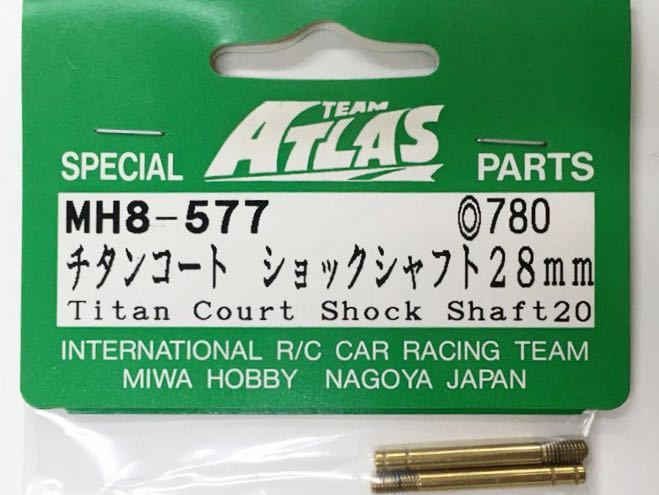 TEAM
ATLAS
SPECIAL PARTS
MH8-577 ◎780
チタンコート ショックシャフト28mm
Titan Court Shock Shaft20
INTERNATIONAL R/C CAR RACING TEAM
MIWA HOBBY NAGOYA JAPAN